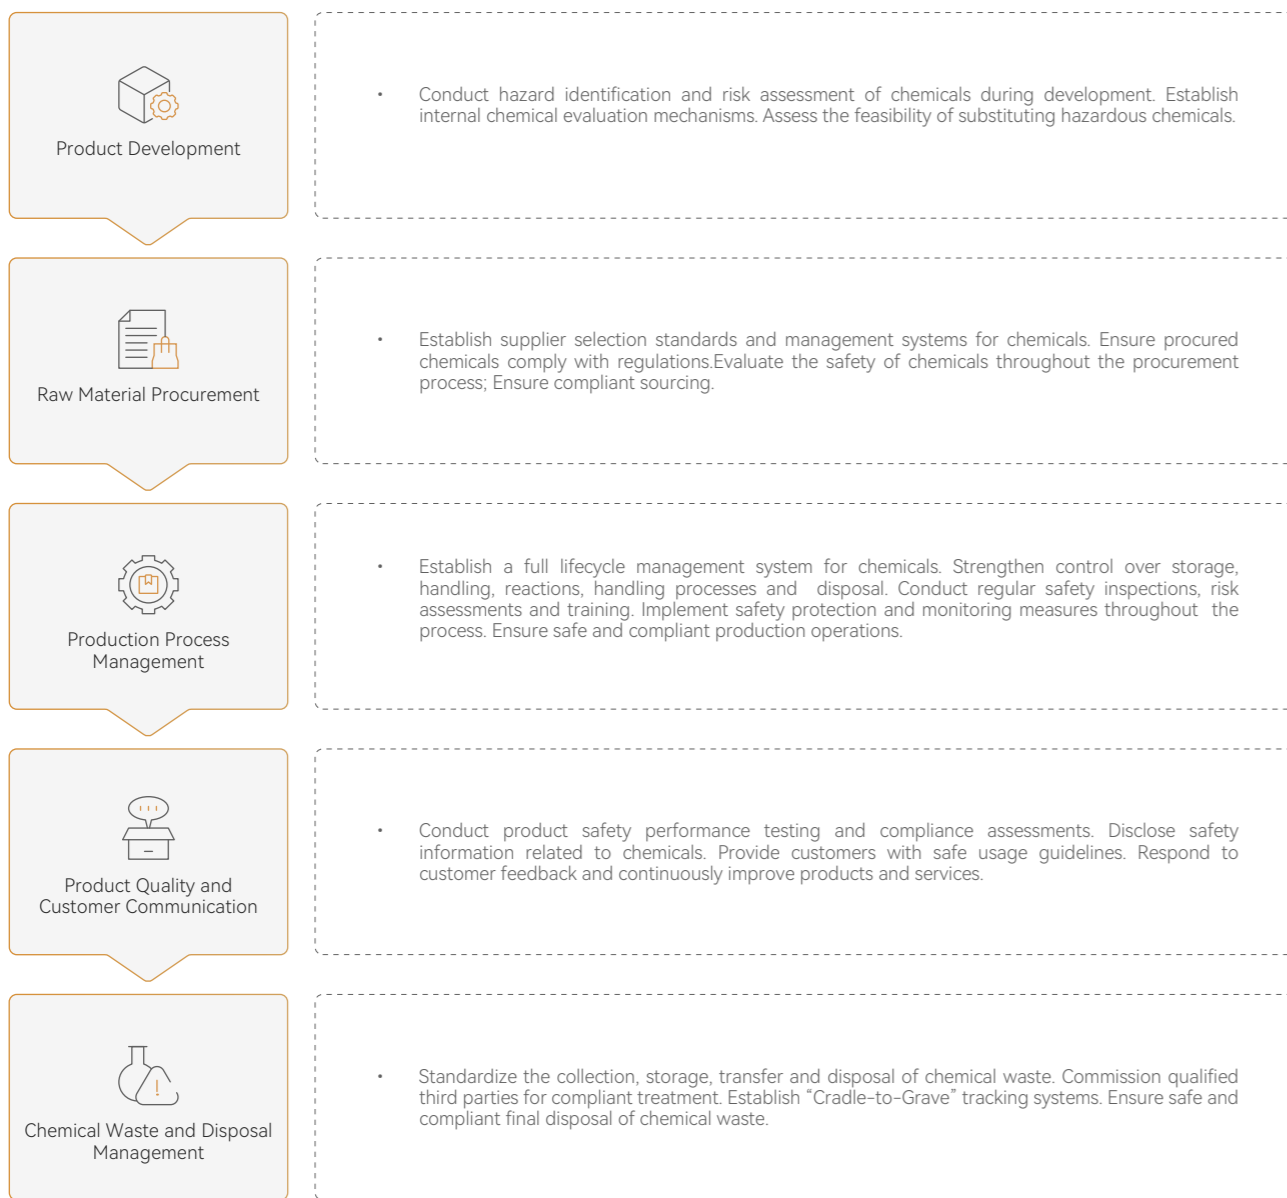 Product Development
• Conduct hazard identification and risk assessment of chemicals during development. Establish
internal chemical evaluation mechanisms. Assess the feasibility of substituting hazardous chemicals.
Raw Material Procurement
• Establish supplier selection standards and management systems for chemicals. Ensure procured
chemicals comply with regulations.Evaluate the safety of chemicals throughout the procurement
process; Ensure compliant sourcing.
Production Process
Management
• Establish a full lifecycle management system for chemicals. Strengthen control over storage,
handling, reactions, handling processes and disposal. Conduct regular safety inspections, risk
assessments and training. Implement safety protection and monitoring measures throughout the
process. Ensure safe and compliant production operations.
Product Quality and
Customer Communication
• Conduct product safety performance testing and compliance assessments. Disclose safety
information related to chemicals. Provide customers with safe usage guidelines. Respond to
customer feedback and continuously improve products and services.
Chemical Waste and Disposal
Management
• Standardize the collection, storage, transfer and disposal of chemical waste. Commission qualified
third parties for compliant treatment. Establish “Cradle-to-Grave” tracking systems. Ensure safe and
compliant final disposal of chemical waste.